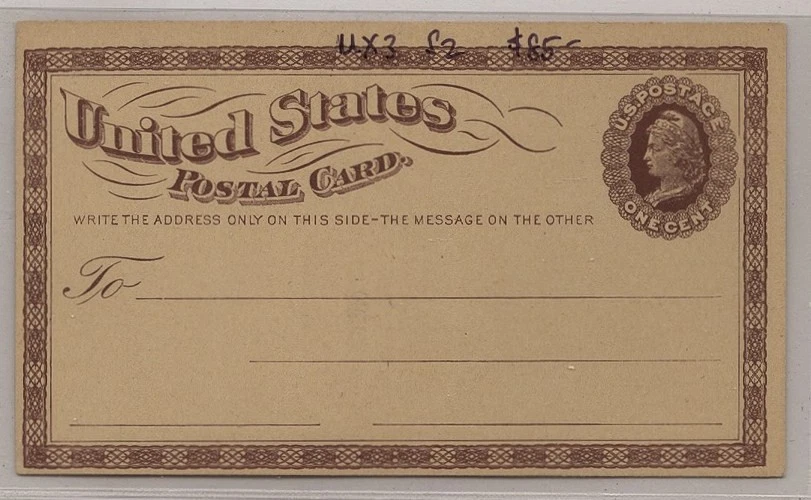 UX3 S2 $85-
United States
POSTAL CARD.
U.S. POSTAGE
ONE CENT
WRITE THE ADDRESS ONLY ON THIS SIDE-THE MESSAGE ON THE OTHER
To